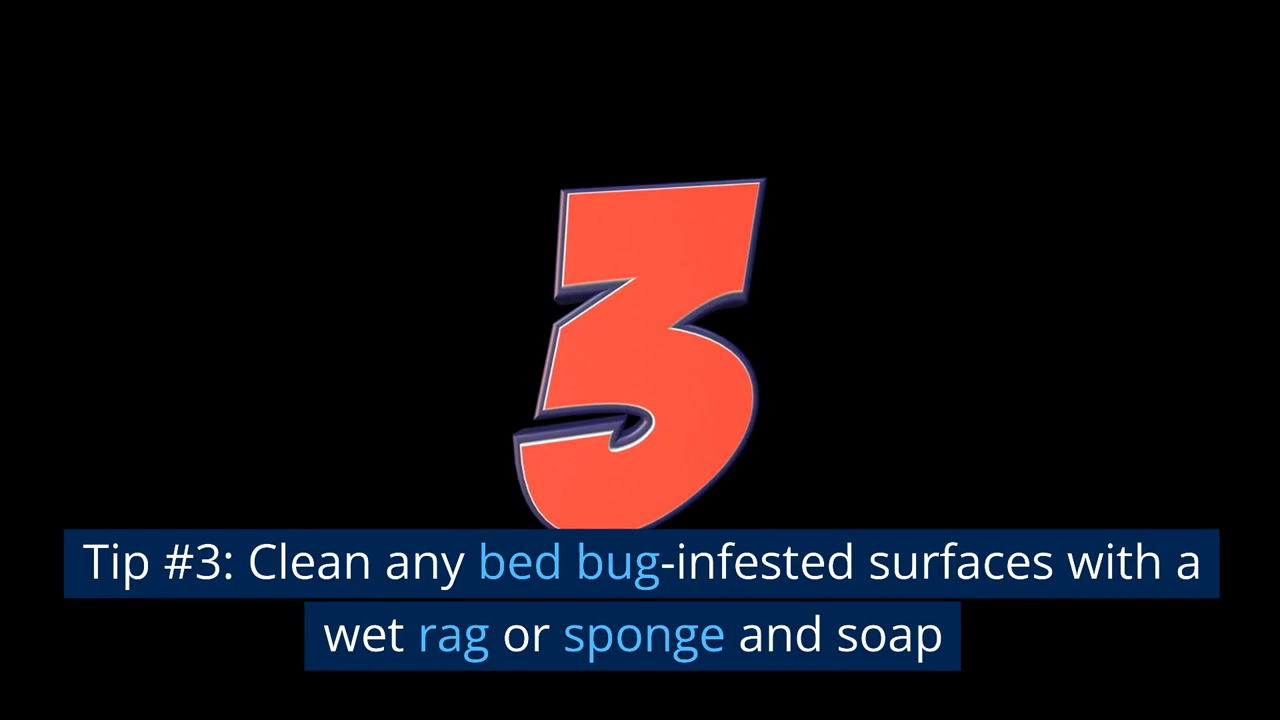 3
Tip #3: Clean any bed bug-infested surfaces with a
wet rag or sponge and soap